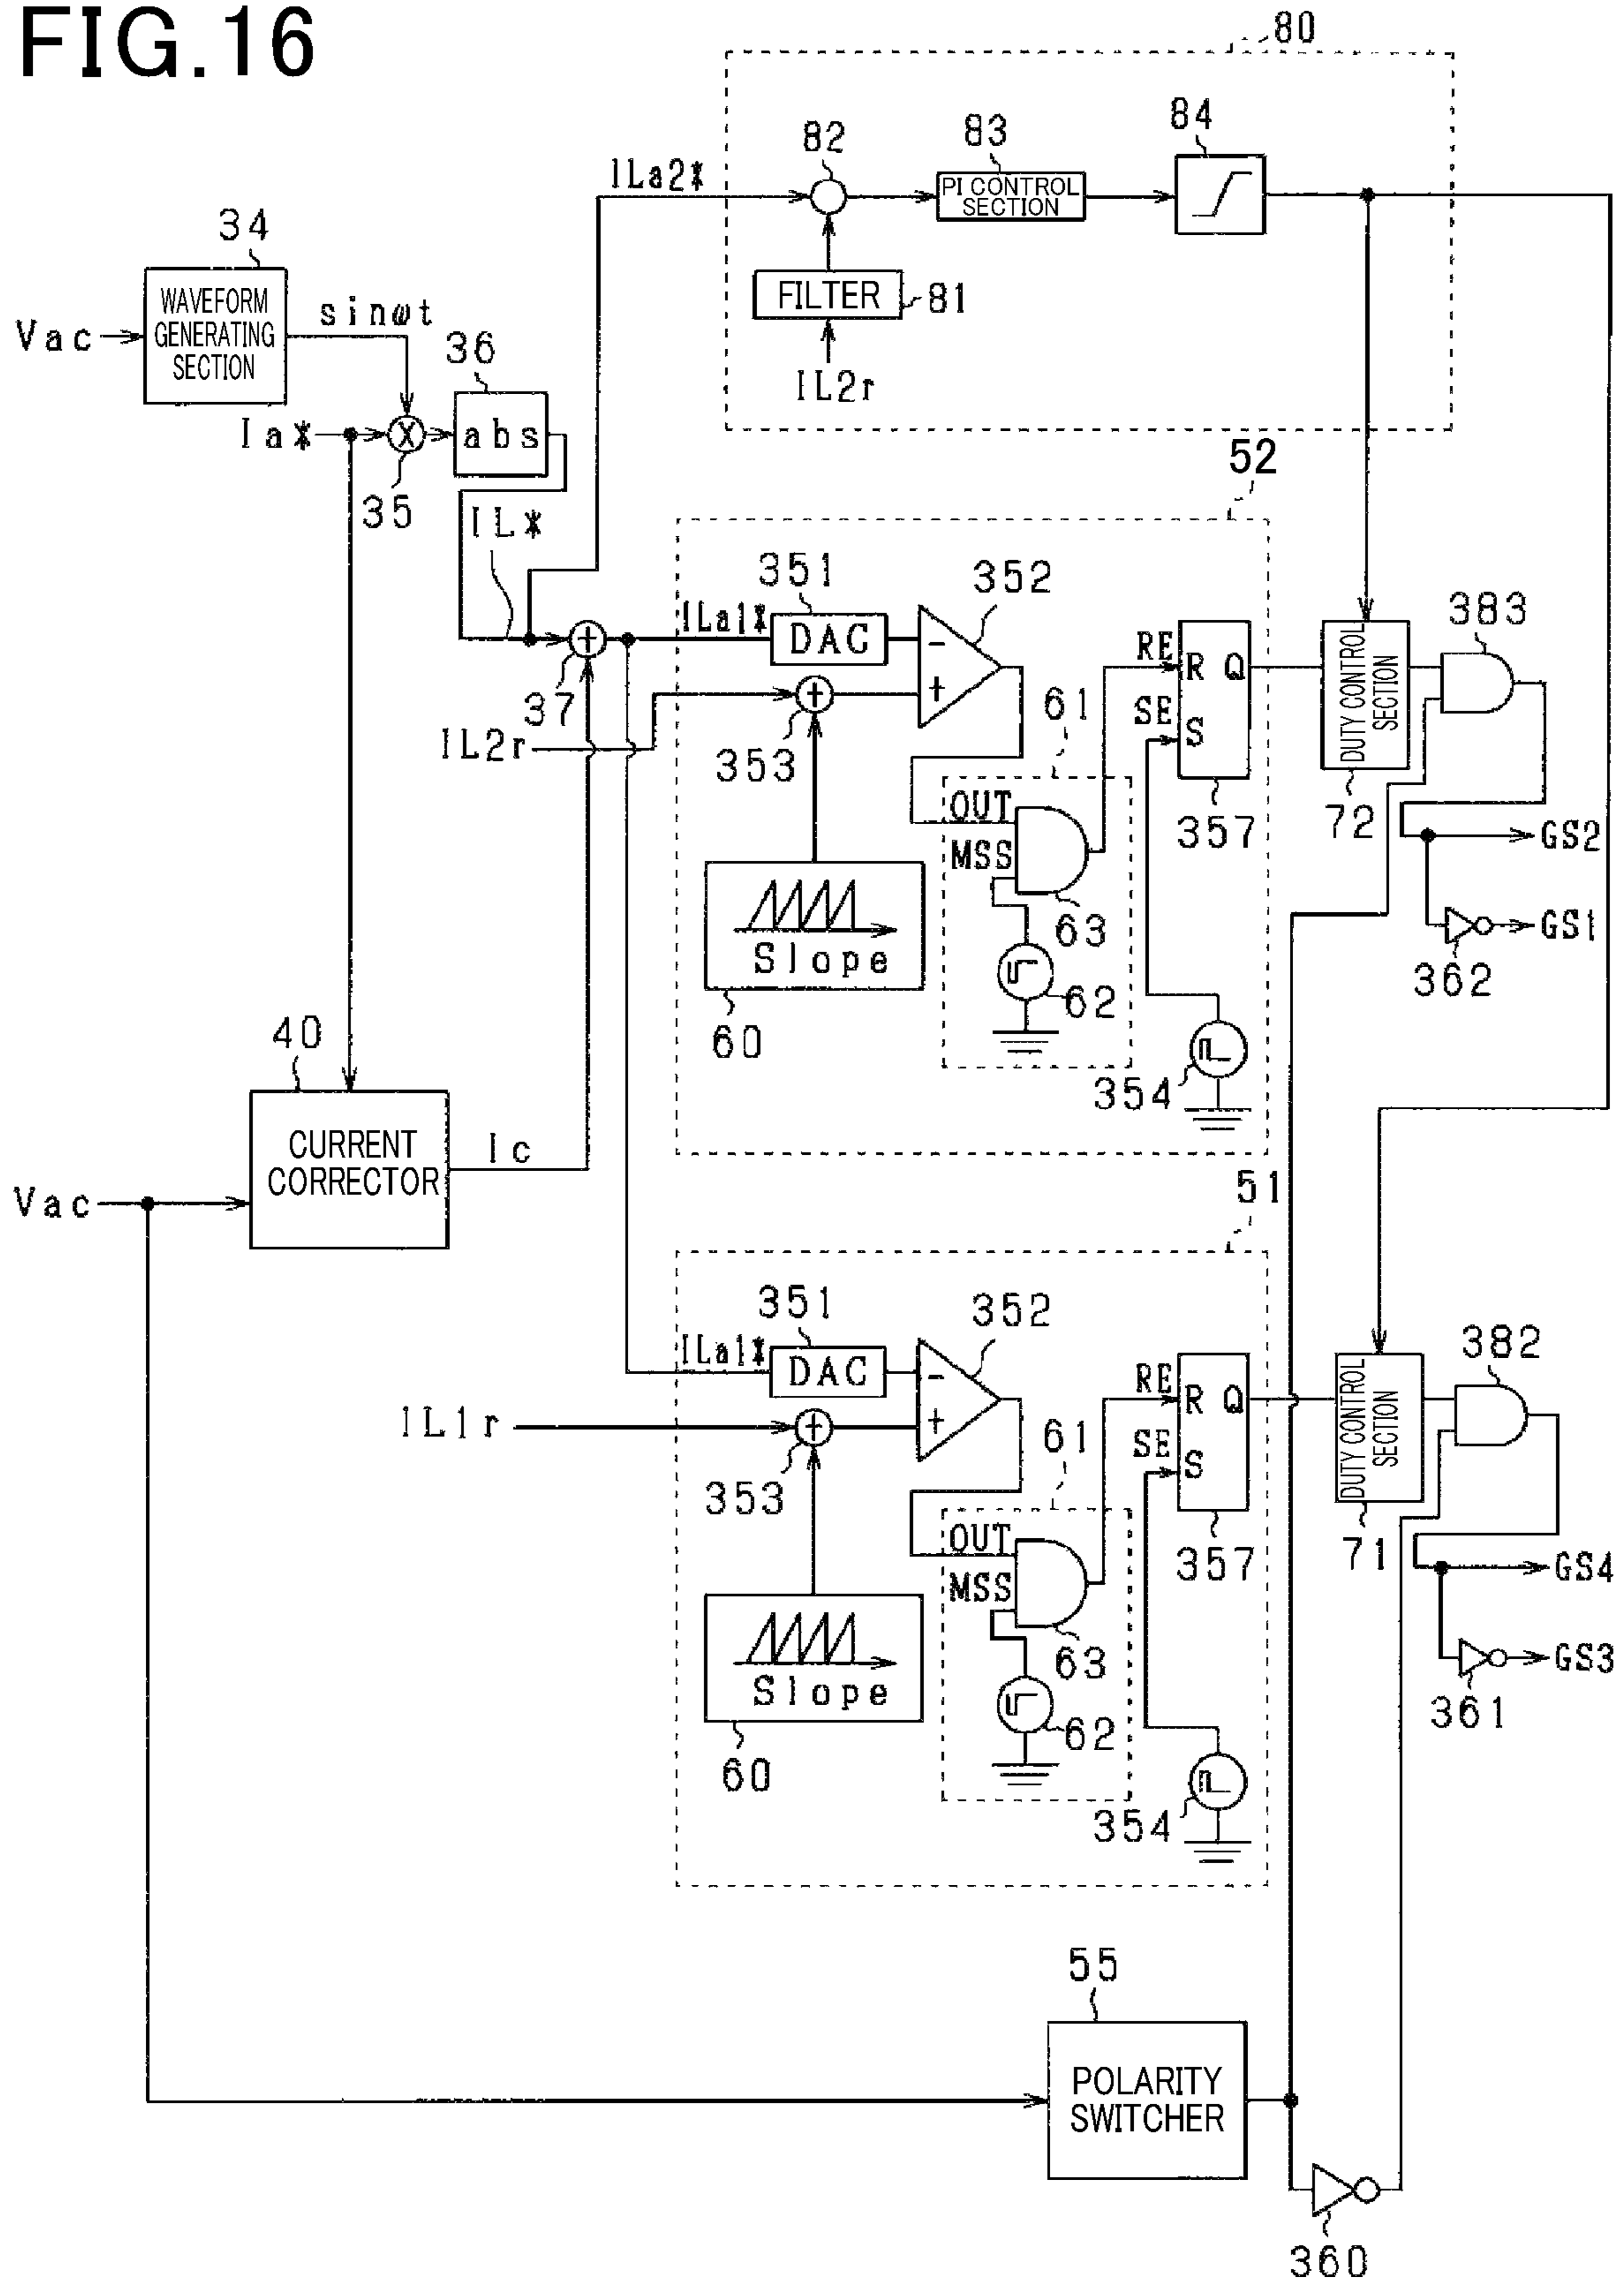 FIG.16
80
82
83
84
ILa2*
PI CONTROL
SECTION
34
WAVEFORM
GENERATING
SECTION
sinωt
Vac
FILTER
81
36
IL2r
Ia*
abs
35
52
IL*
351
352
383
ILa1*
DAC
-
+
37
IL2r
353
61
RE
R Q
SE
S
DUTY CONTROL
SECTION
OUT
MSS
357
72
GS2
Slope
63
GS1
62
362
60
40
354
CURRENT
CORRECTOR
Ic
Vac
51
351
352
382
ILa1*
DAC
-
+
IL1r
353
61
RE
R Q
SE
S
DUTY CONTROL
SECTION
OUT
MSS
357
71
GS4
Slope
63
GS3
62
361
60
354
55
POLARITY
SWITCHER
360